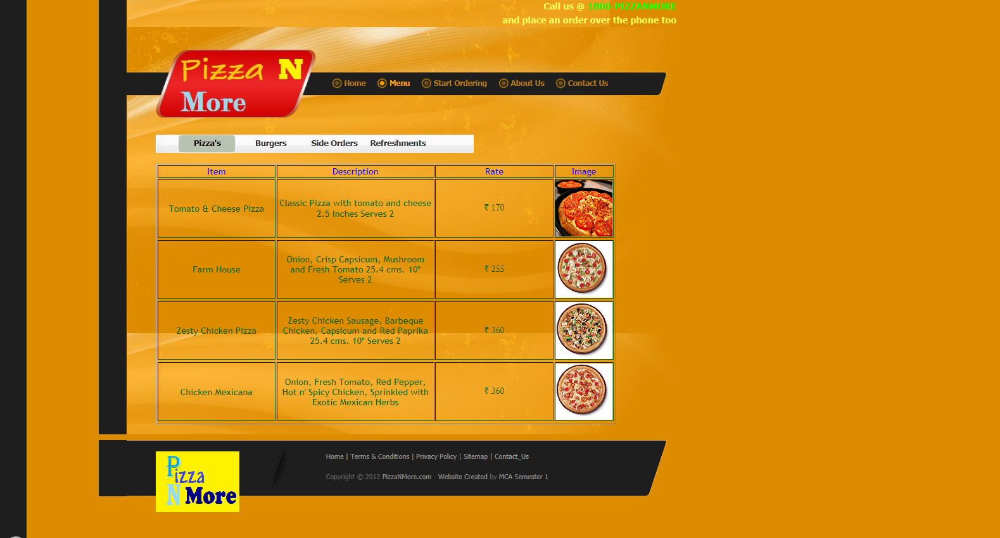 Call us @ 1800-PIZZANMORE
and place an order over the phone too
Pizza N
More
Home Menu Start Ordering About Us Contact Us
Pizza's Burgers Side Orders Refreshments
Item Description Rate Image
Tomato & Cheese Pizza
Classic Pizza with tomato and cheese
2.5 Inches Serves 2
₹ 170
Farm House
Onion, Crisp Capsicum, Mushroom
and Fresh Tomato 25.4 cms. 10"
Serves 2
₹ 255
Zesty Chicken Pizza
Zesty Chicken Sausage, Barbeque
Chicken, Capsicum and Red Paprika
25.4 cms. 10" Serves 2
₹ 360
Chicken Mexicana
Onion, Fresh Tomato, Red Pepper,
Hot n' Spicy Chicken, Sprinkled with
Exotic Mexican Herbs
₹ 360
Pizza
N More
Home | Terms & Conditions | Privacy Policy | Sitemap | Contact_Us
Copyright © 2012 PizzaNMore.com - Website Created by MCA Semester 1